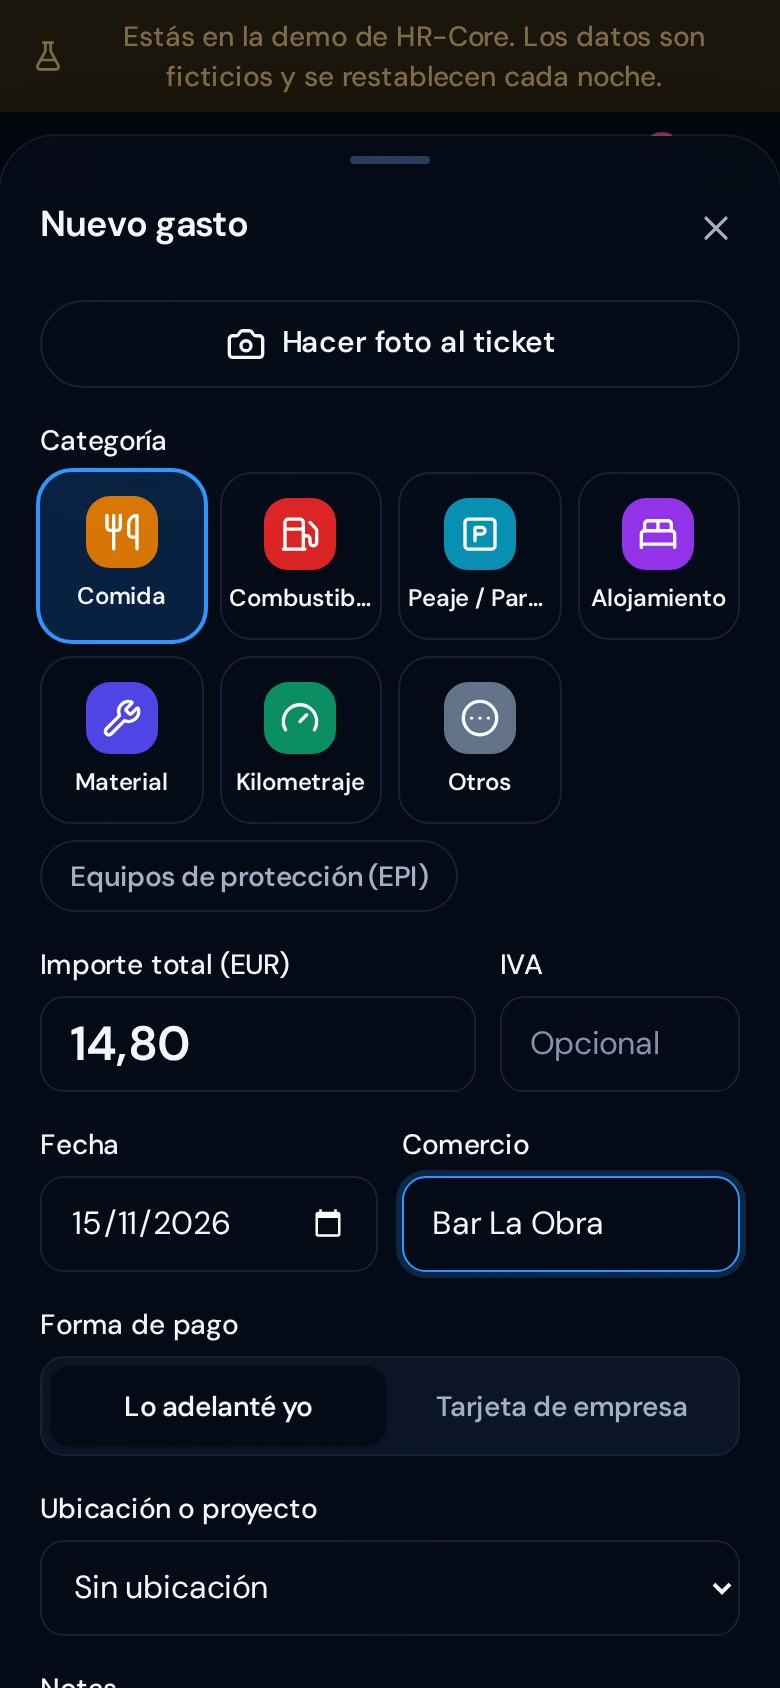 Estás en la demo de HR-Core. Los datos son
ficticios y se restablecen cada noche.
Nuevo gasto
Hacer foto al ticket
Categoría
Comida
Combustib...
Peaje / Par...
Alojamiento
Material
Kilometraje
Otros
Equipos de protección (EPI)
Importe total (EUR)
IVA
14,80
Opcional
Fecha
Comercio
15/11/2026
Bar La Obra
Forma de pago
Lo adelanté yo
Tarjeta de empresa
Ubicación o proyecto
Sin ubicación
Notas